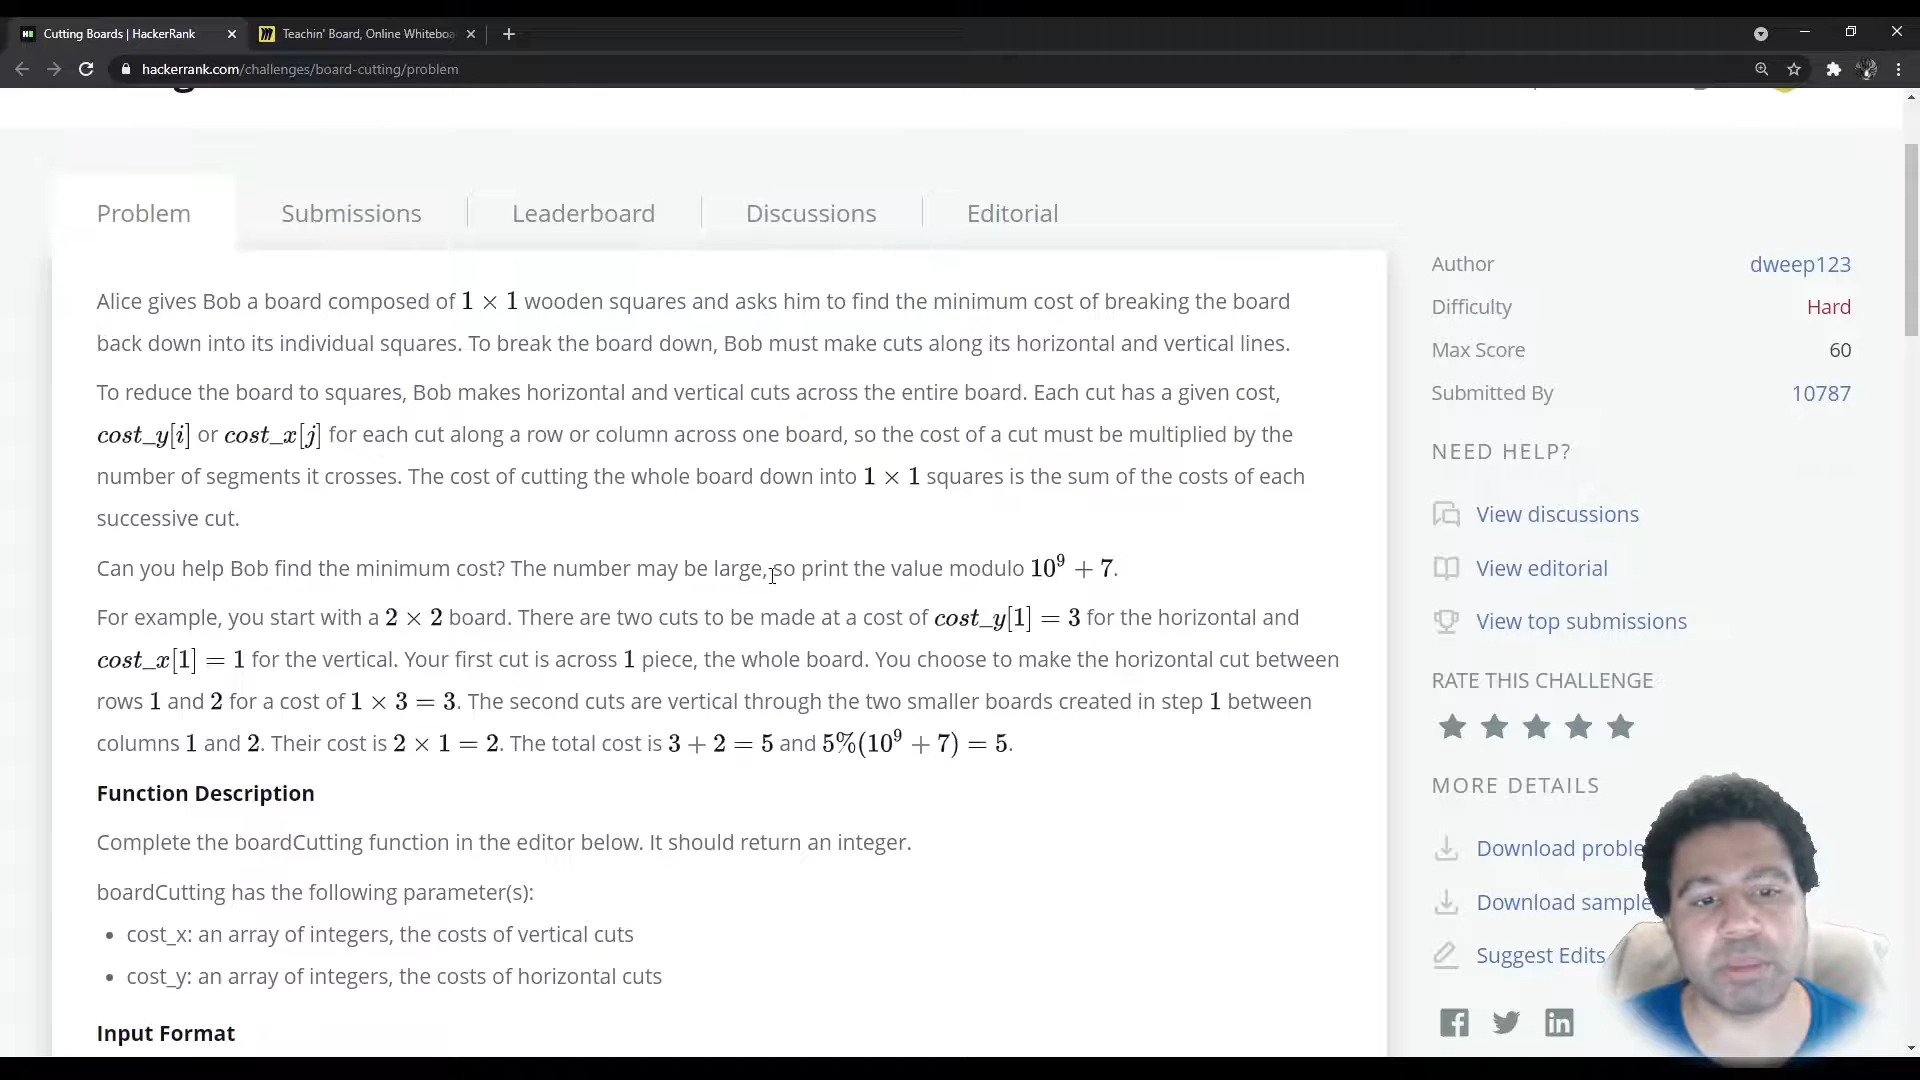 Cutting Boards | HackerRank
Teachin' Board, Online Whiteboa
hackerrank.com/challenges/board-cutting/problem
Problem
Submissions
Leaderboard
Discussions
Editorial
Alice gives Bob a board composed of 1 × 1 wooden squares and asks him to find the minimum cost of breaking the board
back down into its individual squares. To break the board down, Bob must make cuts along its horizontal and vertical lines.
To reduce the board to squares, Bob makes horizontal and vertical cuts across the entire board. Each cut has a given cost,
cost_y[i] or cost_x[j] for each cut along a row or column across one board, so the cost of a cut must be multiplied by the
number of segments it crosses. The cost of cutting the whole board down into 1 × 1 squares is the sum of the costs of each
successive cut.
Can you help Bob find the minimum cost? The number may be large, so print the value modulo 10⁹ + 7.
For example, you start with a 2 × 2 board. There are two cuts to be made at a cost of cost_y[1] = 3 for the horizontal and
cost_x[1] = 1 for the vertical. Your first cut is across 1 piece, the whole board. You choose to make the horizontal cut between
rows 1 and 2 for a cost of 1 × 3 = 3. The second cuts are vertical through the two smaller boards created in step 1 between
columns 1 and 2. Their cost is 2 × 1 = 2. The total cost is 3 + 2 = 5 and 5%(10⁹ + 7) = 5.
Function Description
Complete the boardCutting function in the editor below. It should return an integer.
boardCutting has the following parameter(s):
• cost_x: an array of integers, the costs of vertical cuts
• cost_y: an array of integers, the costs of horizontal cuts
Input Format
Author dweep123
Difficulty Hard
Max Score 60
Submitted By 10787
NEED HELP?
View discussions
View editorial
View top submissions
RATE THIS CHALLENGE
MORE DETAILS
Download proble
Download sample
Suggest Edits